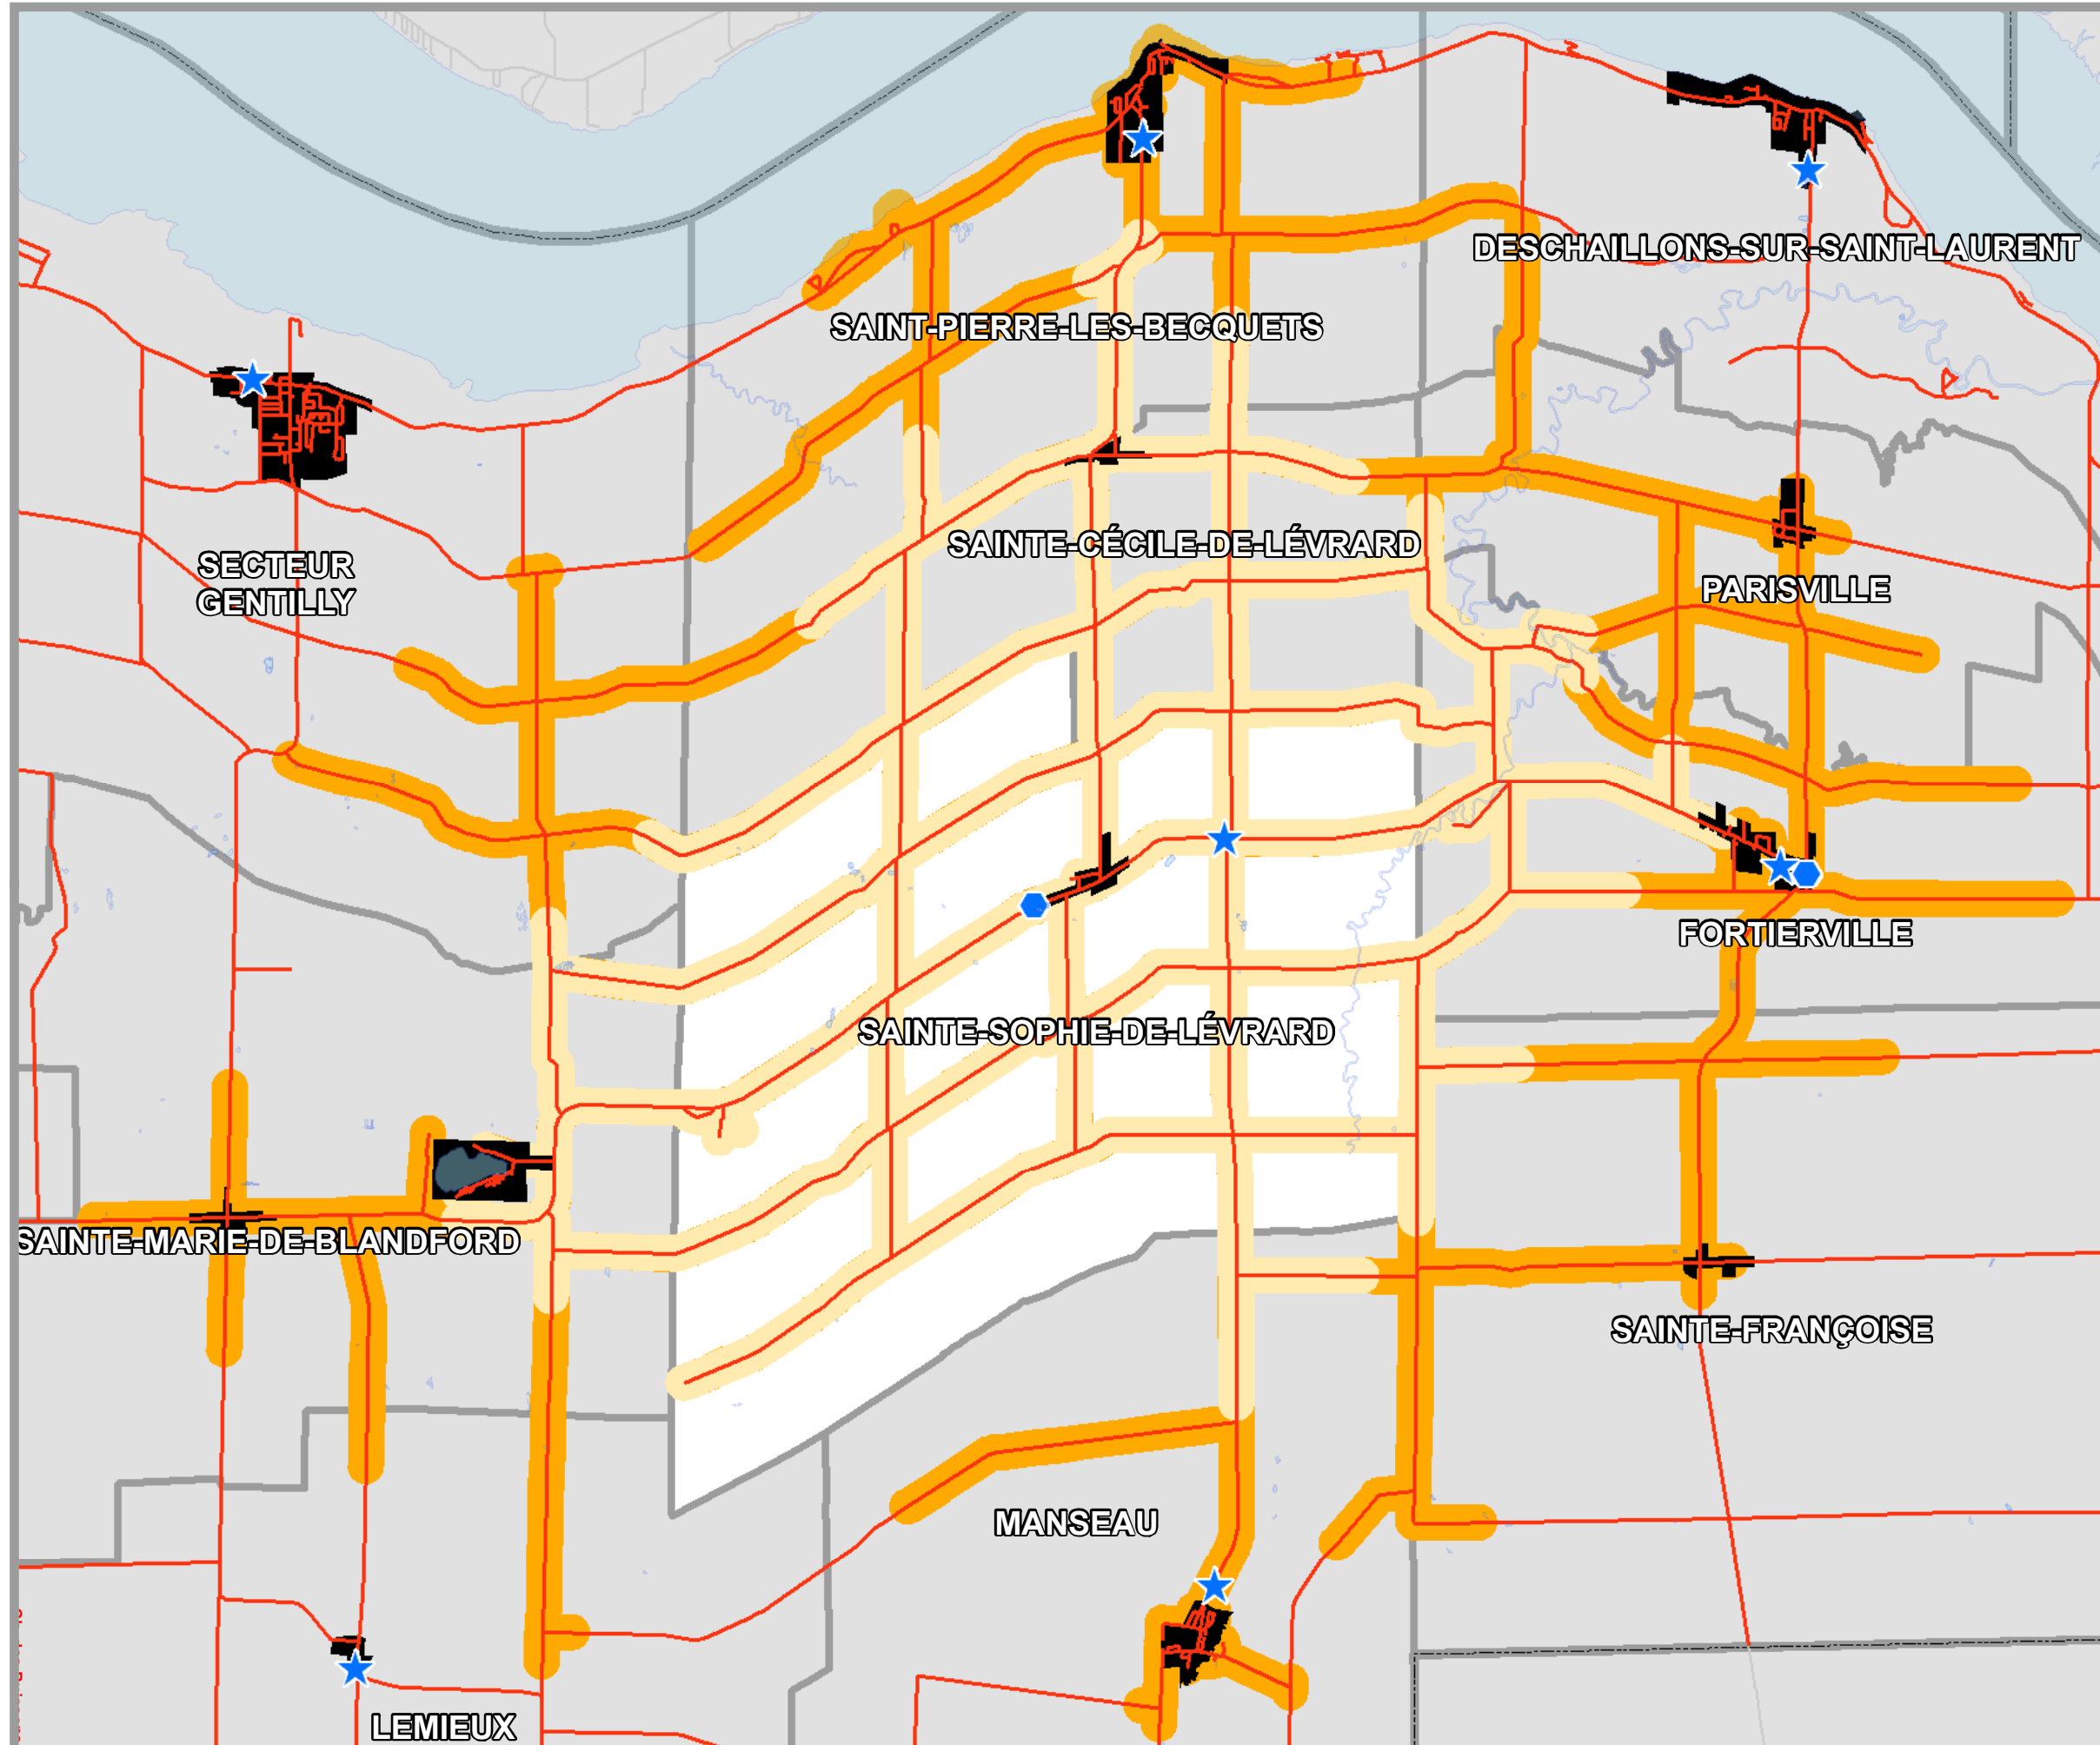 DESCHAILLONS-SUR-SAINT-LAURENT
SAINT-PIERRE-LES-BECQUETS
SAINTE-CÉCILE-DE-LÉVRARD
SECTEUR
GENTILLY
PARISVILLE
FORTIERVILLE
SAINTE-SOPHIE-DE-LÉVRARD
SAINTE-MARIE-DE-BLANDFORD
SAINTE-FRANÇOISE
MANSEAU
LEMIEUX